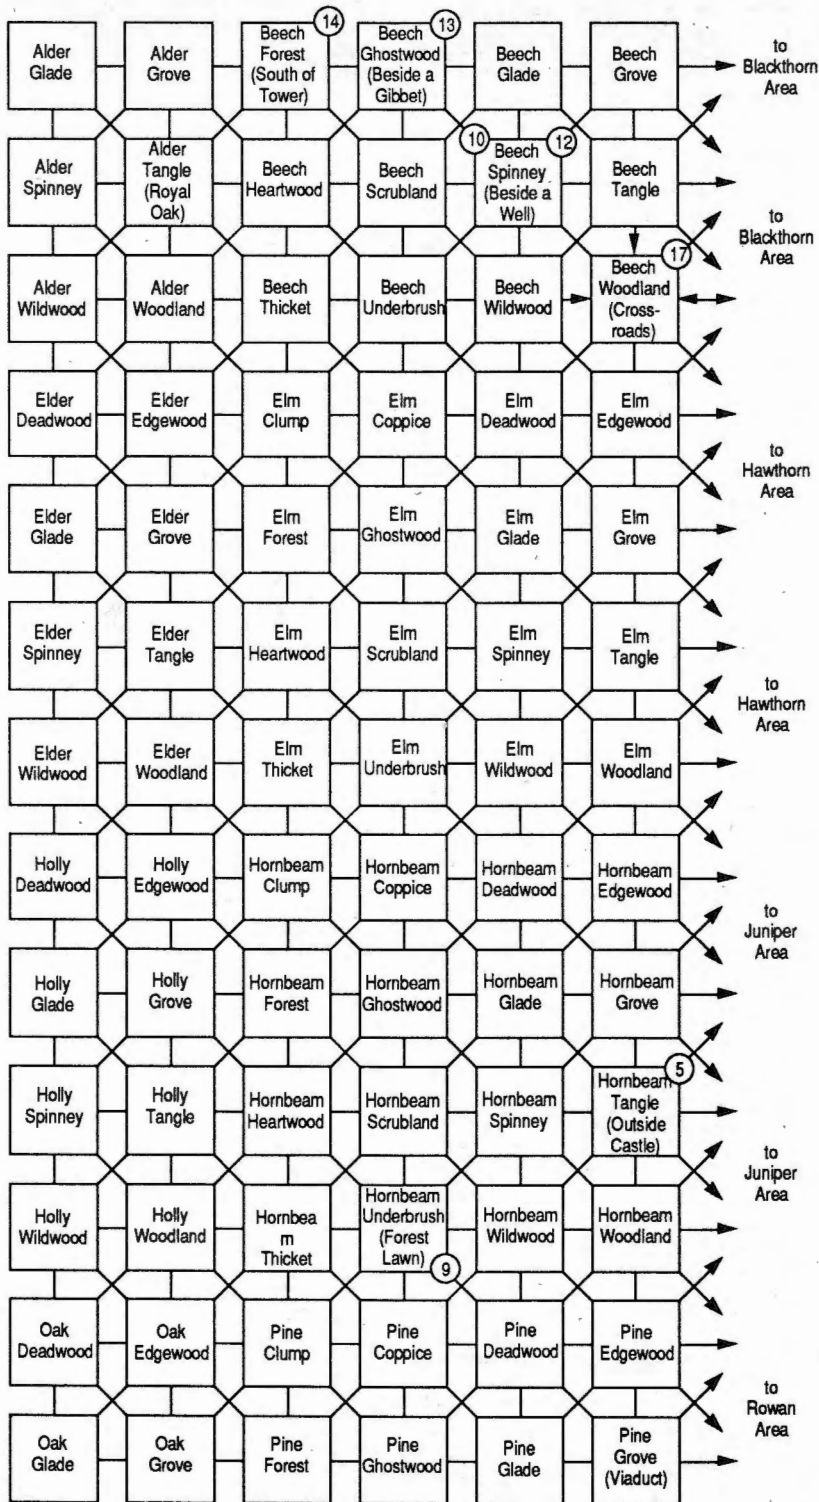 14
13
Alder
Glade
Alder
Grove
Beech
Forest
(South of
Tower)
Beech
Ghostwood
(Beside a
Gibbet)
Beech
Glade
Beech
Grove
to
Blackthorn
Area
10
12
Alder
Spinney
Alder
Tangle
(Royal
Oak)
Beech
Heartwood
Beech
Scrubland
Beech
Spinney
(Beside a
Well)
Beech
Tangle
to
Blackthorn
Area
17
Alder
Wildwood
Alder
Woodland
Beech
Thicket
Beech
Underbrush
Beech
Wildwood
Beech
Woodland
(Cross-
roads)
Elder
Deadwood
Elder
Edgewood
Elm
Clump
Elm
Coppice
Elm
Deadwood
Elm
Edgewood
to
Hawthorn
Area
Elder
Glade
Elder
Grove
Elm
Forest
Elm
Ghostwood
Elm
Glade
Elm
Grove
Elder
Spinney
Elder
Tangle
Elm
Heartwood
Elm
Scrubland
Elm
Spinney
Elm
Tangle
to
Hawthorn
Area
Elder
Wildwood
Elder
Woodland
Elm
Thicket
Elm
Underbrush
Elm
Wildwood
Elm
Woodland
Holly
Deadwood
Holly
Edgewood
Hornbeam
Clump
Hornbeam
Coppice
Hornbeam
Deadwood
Hornbeam
Edgewood
to
Juniper
Area
Holly
Glade
Holly
Grove
Hornbeam
Forest
Hornbeam
Ghostwood
Hornbeam
Glade
Hornbeam
Grove
5
Holly
Spinney
Holly
Tangle
Hornbeam
Heartwood
Hornbeam
Scrubland
Hornbeam
Spinney
Hornbeam
Tangle
(Outside
Castle)
to
Juniper
Area
Holly
Wildwood
Holly
Woodland
Hornbea
m
Thicket
Hornbeam
Underbrush
(Forest
Lawn)
Hornbeam
Wildwood
Hornbeam
Woodland
9
Oak
Deadwood
Oak
Edgewood
Pine
Clump
Pine
Coppice
Pine
Deadwood
Pine
Edgewood
to
Rowan
Area
Oak
Glade
Oak
Grove
Pine
Forest
Pine
Ghostwood
Pine
Glade
Pine
Grove
(Viaduct)